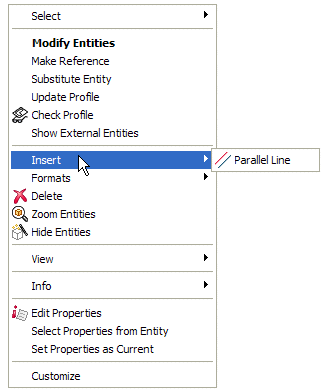 Select
Modify Entities
Make Reference
Substitute Entity
Update Profile
Check Profile
Show External Entities
Insert
Parallel Line
Formats
Delete
Zoom Entities
Hide Entities
View
Info
Edit Properties
Select Properties from Entity
Set Properties as Current
Customize